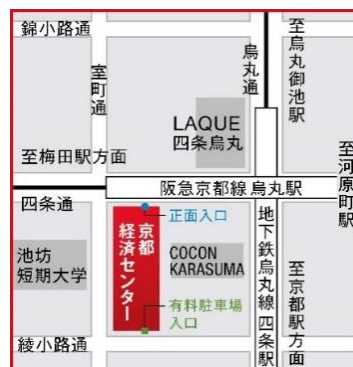 錦小路通
室町通
烏丸通
至烏丸御池駅
LAQUE
四条烏丸
至梅田駅方面
至河原町駅
阪急京都線 烏丸駅
四条通
正面入口
京都
経済センター
池坊
短期大学
COCON
KARASUMA
地下鉄烏丸線 四条駅
至京都駅方面
有料駐車場
入口
綾小路通